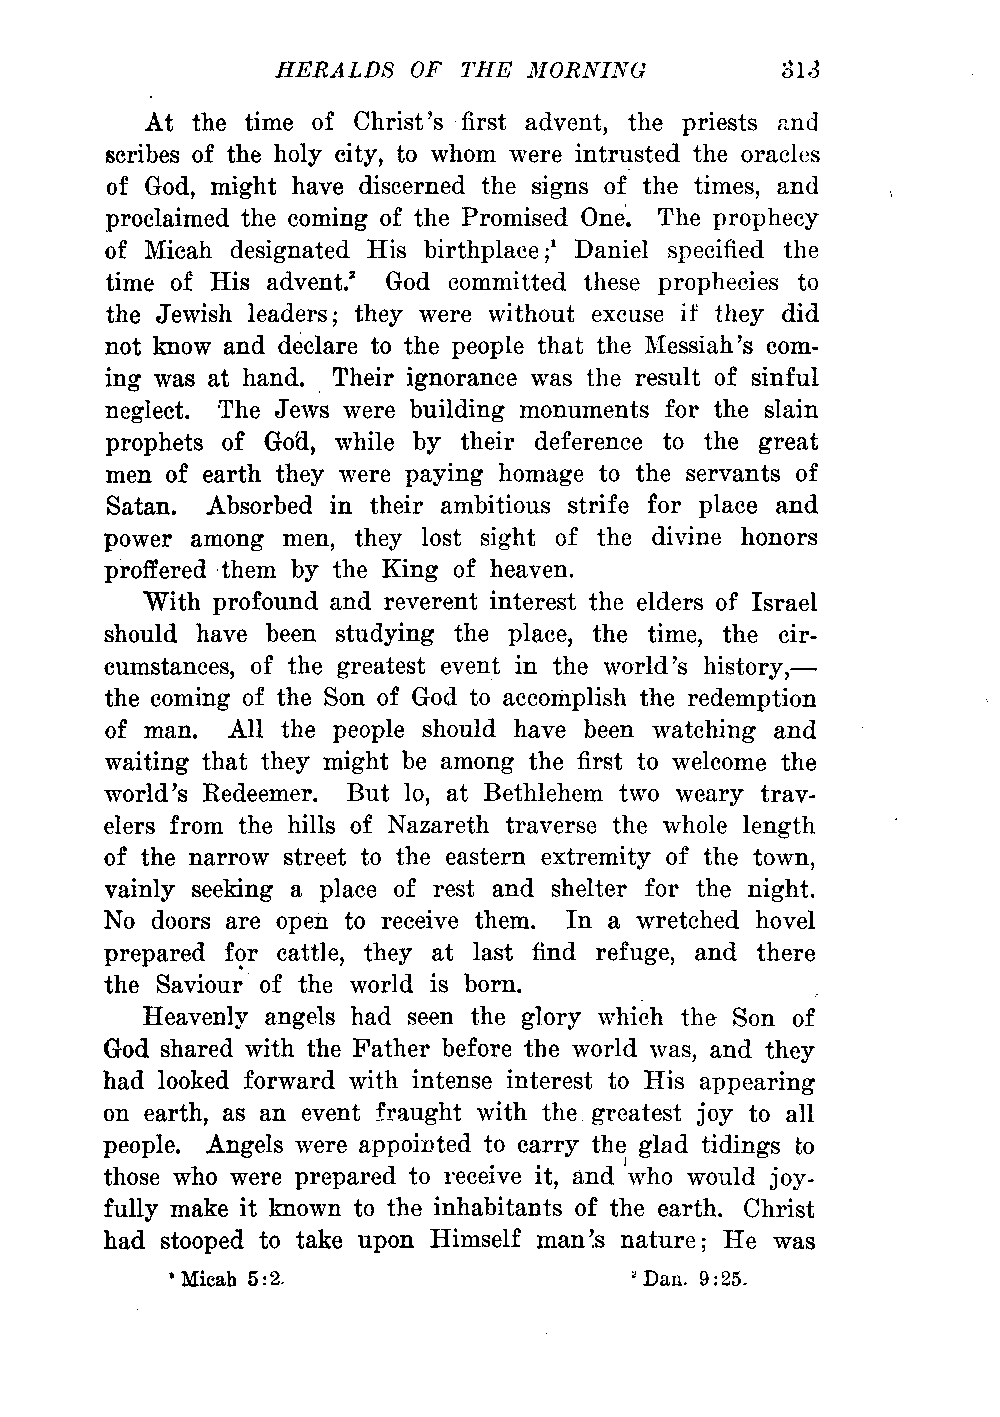 HERALDS OF THE MORNING 313
At the time of Christ's first advent, the priests and
scribes of the holy city, to whom were intrusted the oracles
of God, might have discerned the signs of the times, and
proclaimed the coming of the Promised One. The prophecy
of Micah designated His birthplace;¹ Daniel specified the
time of His advent.² God committed these prophecies to
the Jewish leaders; they were without excuse if they did
not know and declare to the people that the Messiah's com-
ing was at hand. Their ignorance was the result of sinful
neglect. The Jews were building monuments for the slain
prophets of God, while by their deference to the great
men of earth they were paying homage to the servants of
Satan. Absorbed in their ambitious strife for place and
power among men, they lost sight of the divine honors
proffered them by the King of heaven.
With profound and reverent interest the elders of Israel
should have been studying the place, the time, the cir-
cumstances, of the greatest event in the world's history,—
the coming of the Son of God to accomplish the redemption
of man. All the people should have been watching and
waiting that they might be among the first to welcome the
world's Redeemer. But lo, at Bethlehem two weary trav-
elers from the hills of Nazareth traverse the whole length
of the narrow street to the eastern extremity of the town,
vainly seeking a place of rest and shelter for the night.
No doors are open to receive them. In a wretched hovel
prepared for cattle, they at last find refuge, and there
the Saviour of the world is born.
Heavenly angels had seen the glory which the Son of
God shared with the Father before the world was, and they
had looked forward with intense interest to His appearing
on earth, as an event fraught with the greatest joy to all
people. Angels were appointed to carry the glad tidings to
those who were prepared to receive it, and who would joy-
fully make it known to the inhabitants of the earth. Christ
had stooped to take upon Himself man's nature; He was
¹ Micah 5:2. ² Dan. 9:25.